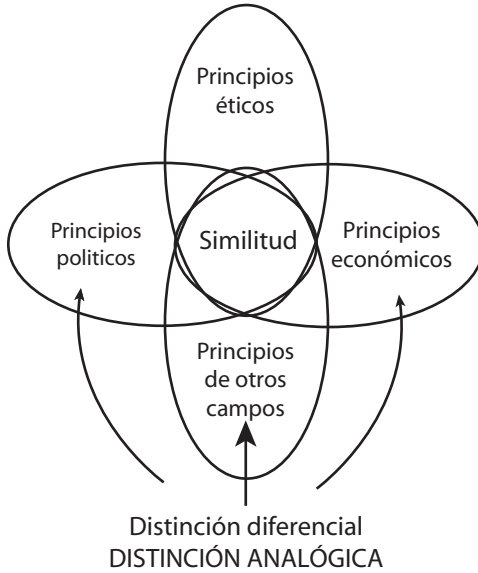 Principios
éticos
Principios
politicos
Similitud
Principios
económicos
Principios
de otros
campos
Distinción diferencial
DISTINCIÓN ANALÓGICA